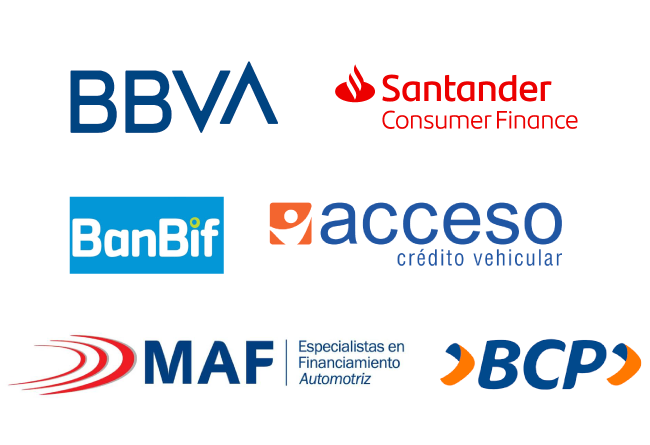 BBVA
Santander
Consumer Finance
BanBif
acceso
crédito vehicular
MAF
Especialistas en
Financiamiento
Automotriz
BCP